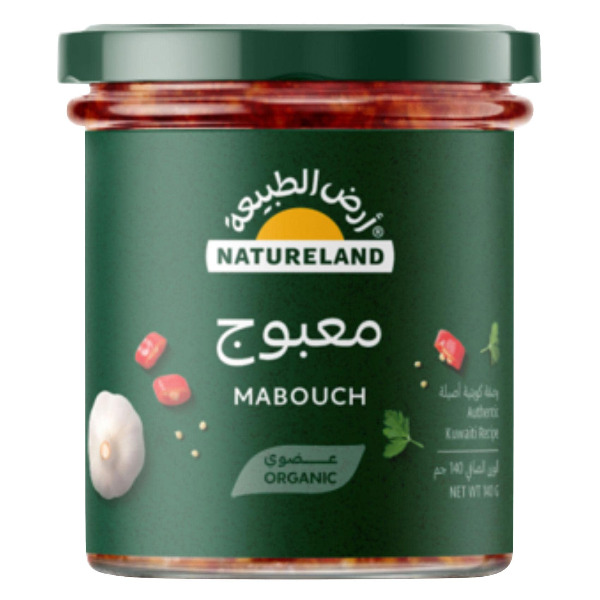 أرض الطبيعة
®
NATURELAND
معبوج
MABOUCH
عضوي
ORGANIC
وصفة كويتية أصيلة
Authentic
Kuwaiti Recipe
الوزن الصافي 140 جم
NET WT. 140 G